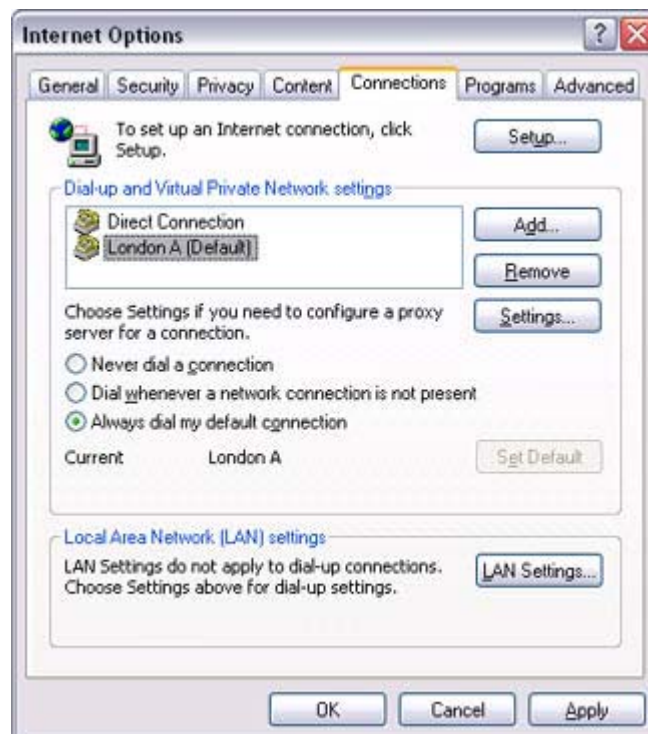 Internet Options
General Security Privacy Content Connections Programs Advanced
To set up an Internet connection, click
Setup.
Setup...
Dial-up and Virtual Private Network settings
Direct Connection
London A (Default)
Add...
Remove
Choose Settings if you need to configure a proxy
server for a connection.
Settings...
Never dial a connection
Dial whenever a network connection is not present
Always dial my default connection
Current London A Set Default
Local Area Network (LAN) settings
LAN Settings do not apply to dial-up connections.
Choose Settings above for dial-up settings.
LAN Settings...
OK Cancel Apply